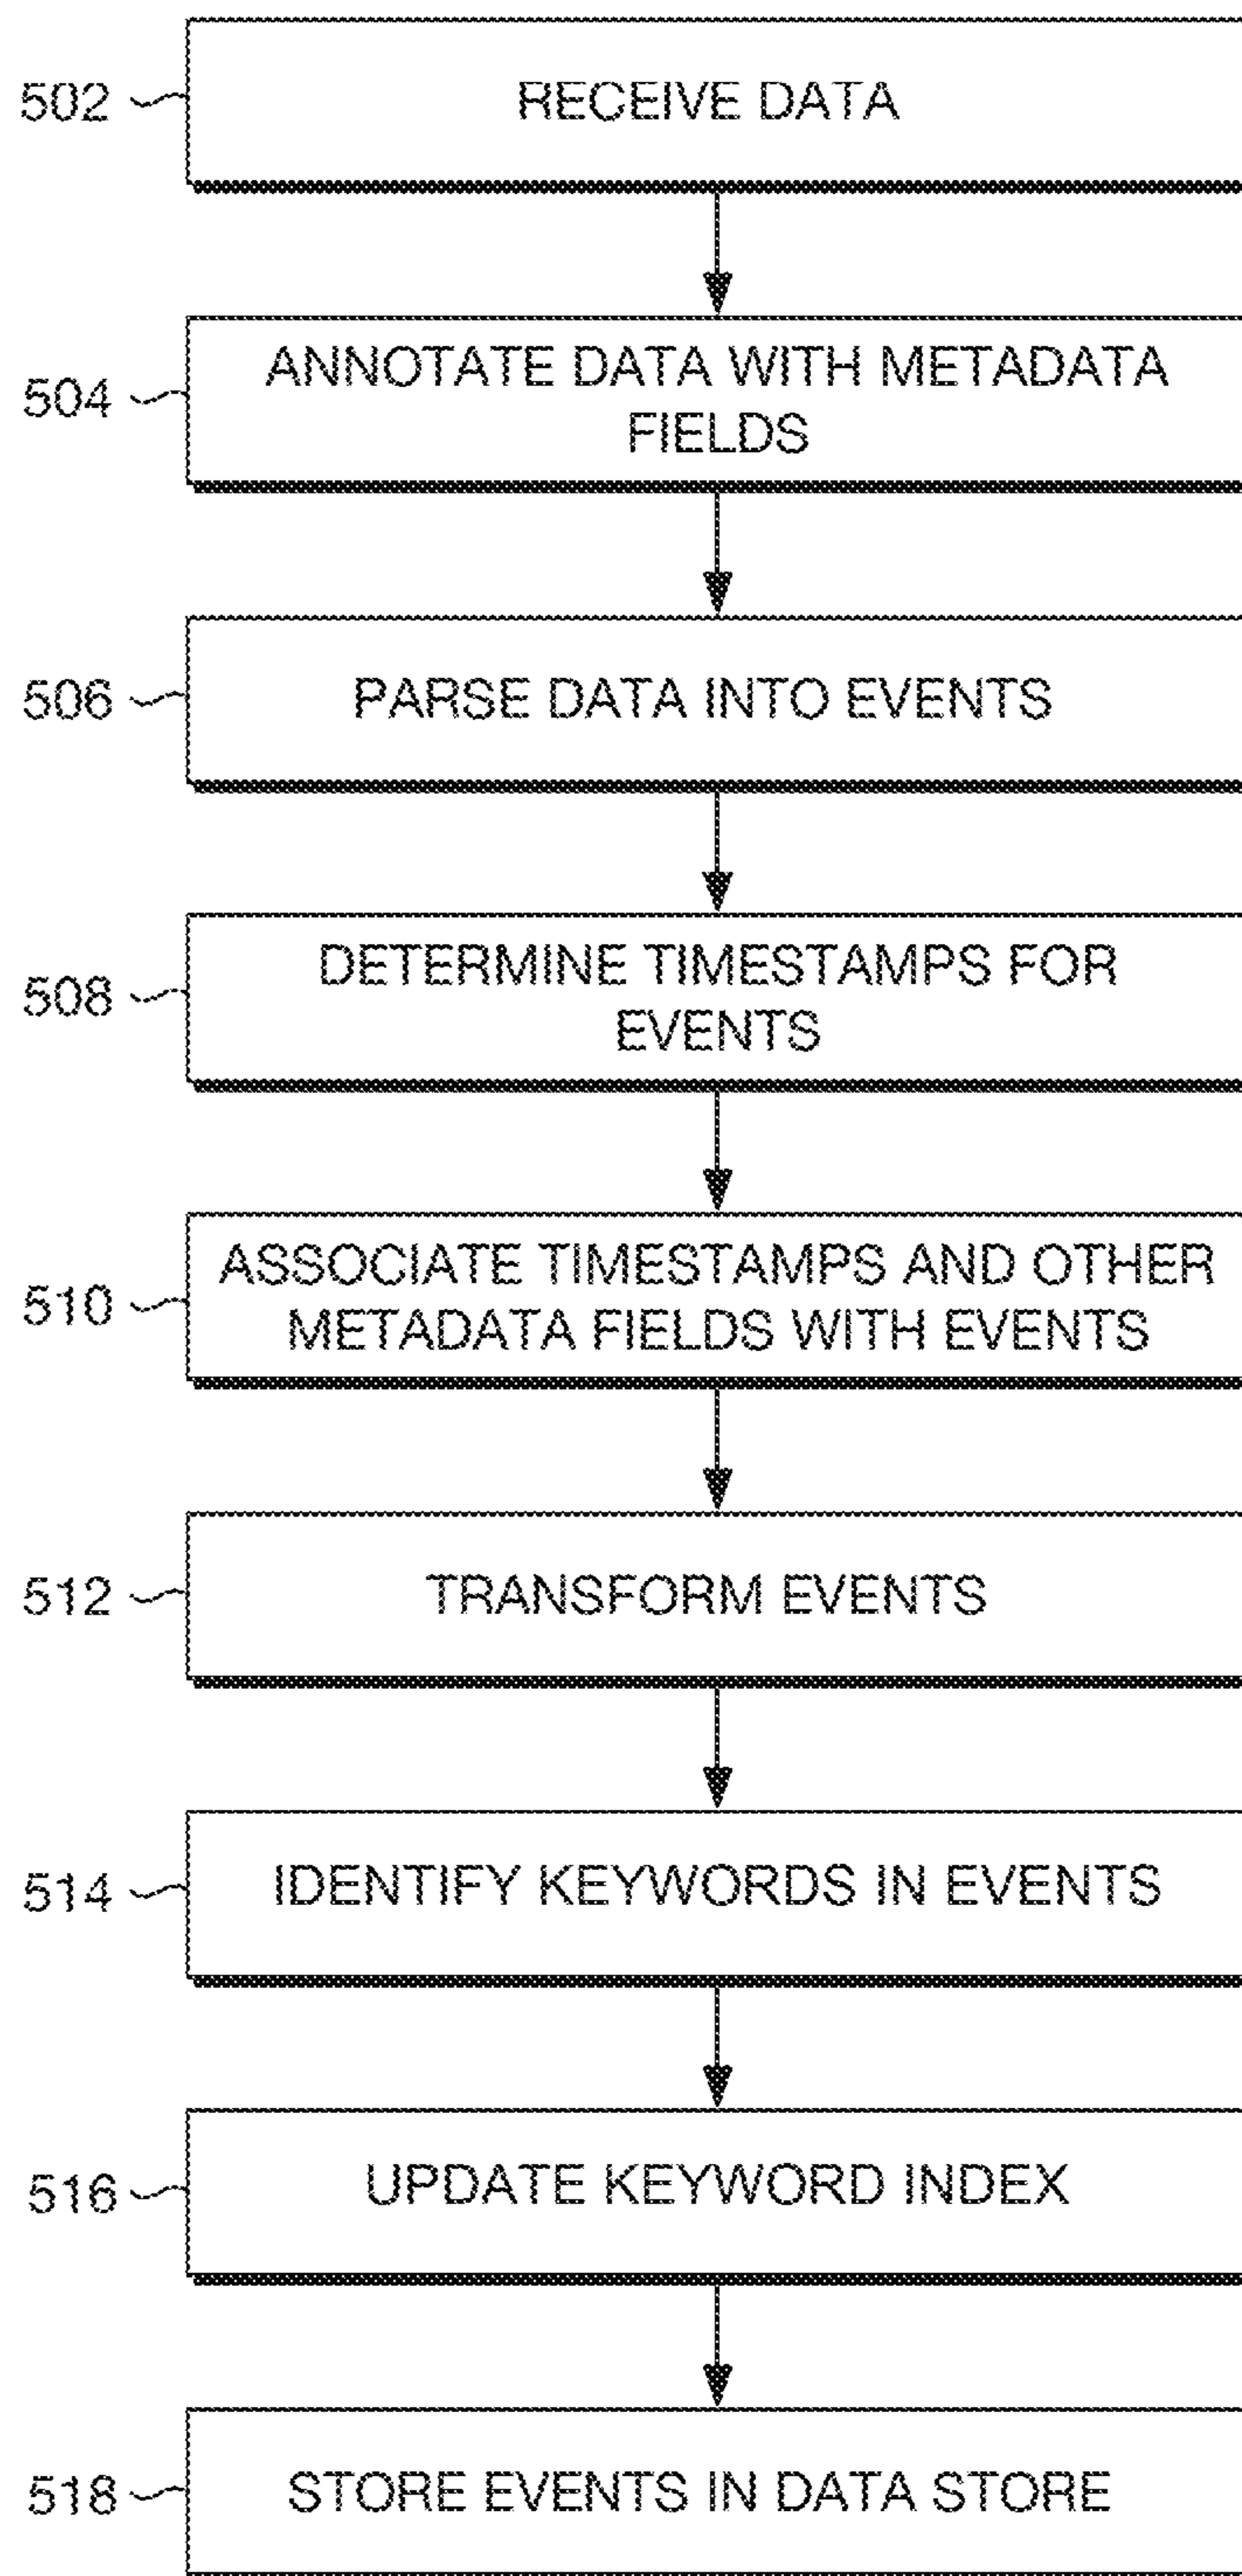 502 RECEIVE DATA
504 ANNOTATE DATA WITH METADATA
FIELDS
506 PARSE DATA INTO EVENTS
508 DETERMINE TIMESTAMPS FOR
EVENTS
510 ASSOCIATE TIMESTAMPS AND OTHER
METADATA FIELDS WITH EVENTS
512 TRANSFORM EVENTS
514 IDENTIFY KEYWORDS IN EVENTS
516 UPDATE KEYWORD INDEX
518 STORE EVENTS IN DATA STORE